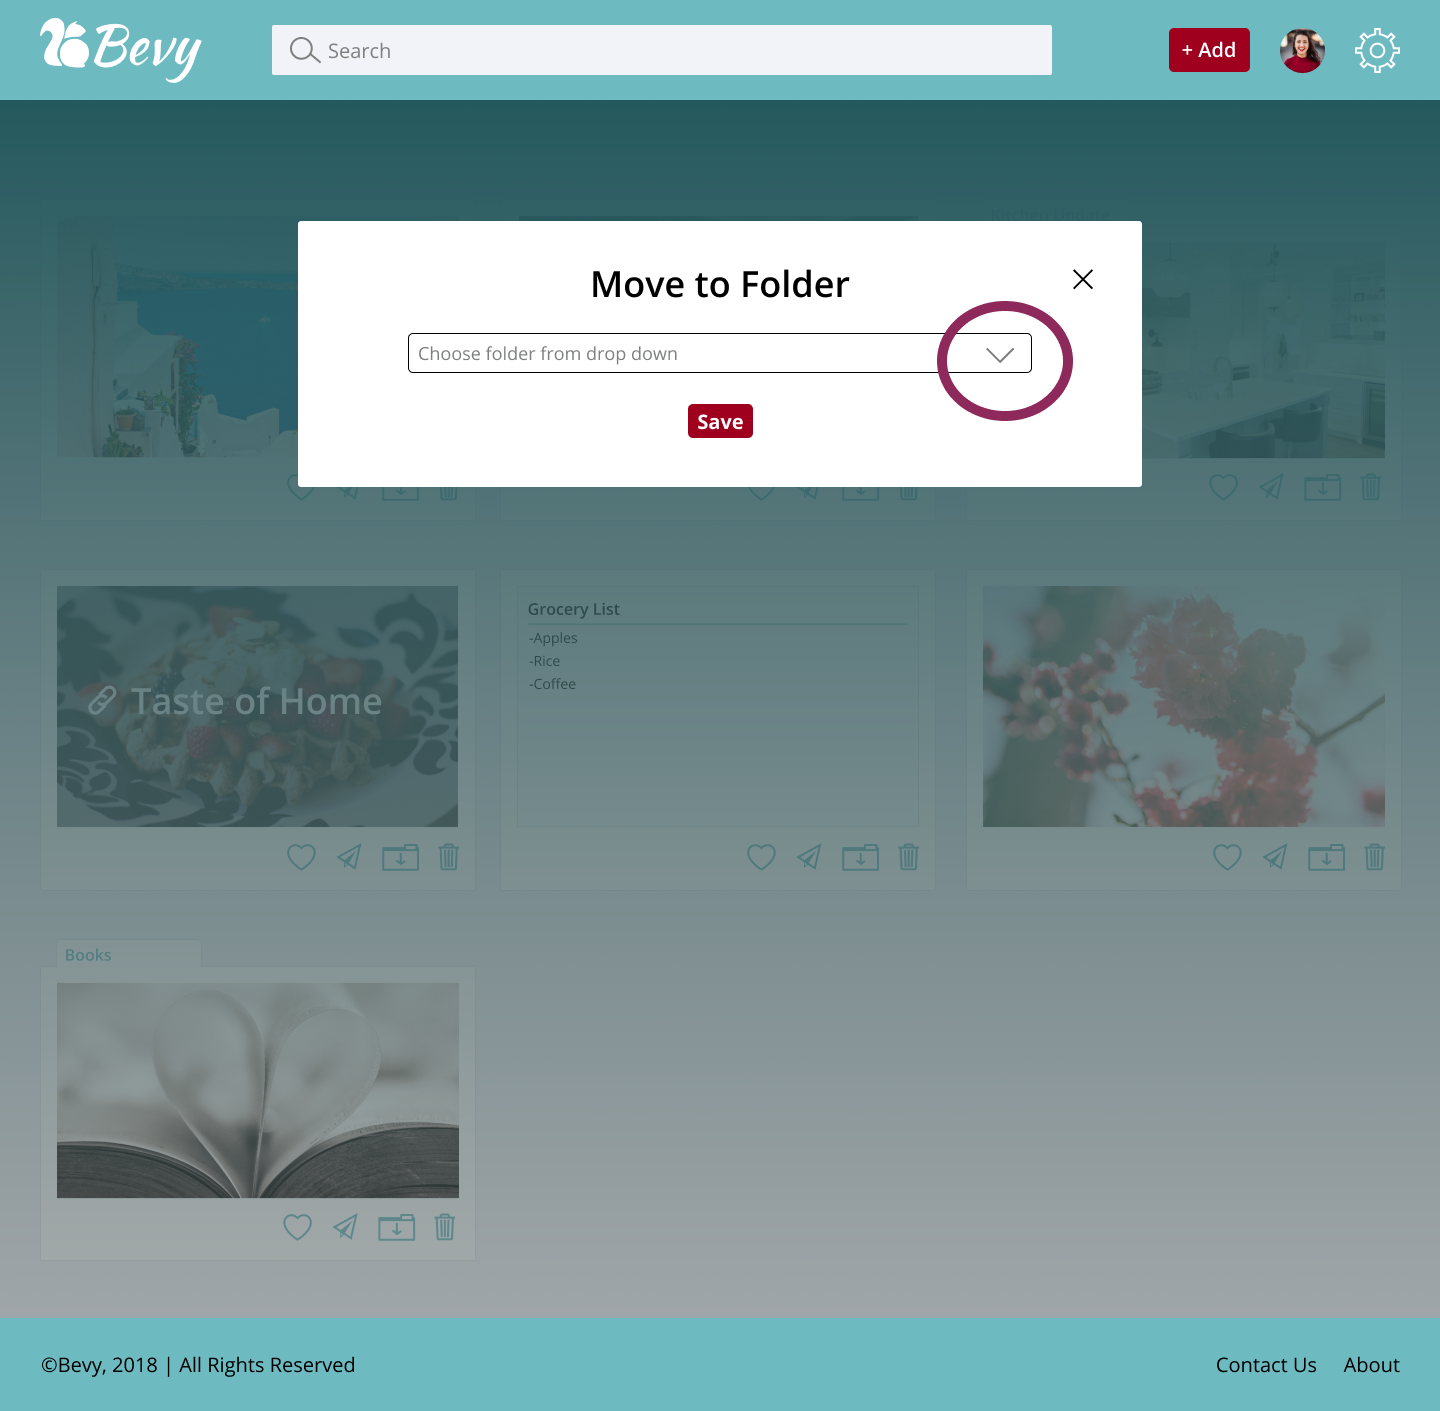 Bevy
Search
+ Add
Move to Folder
Choose folder from drop down
Save
Taste of Home
Grocery List
-Apples
-Rice
-Coffee
Books
©Bevy, 2018 | All Rights Reserved
Contact Us
About